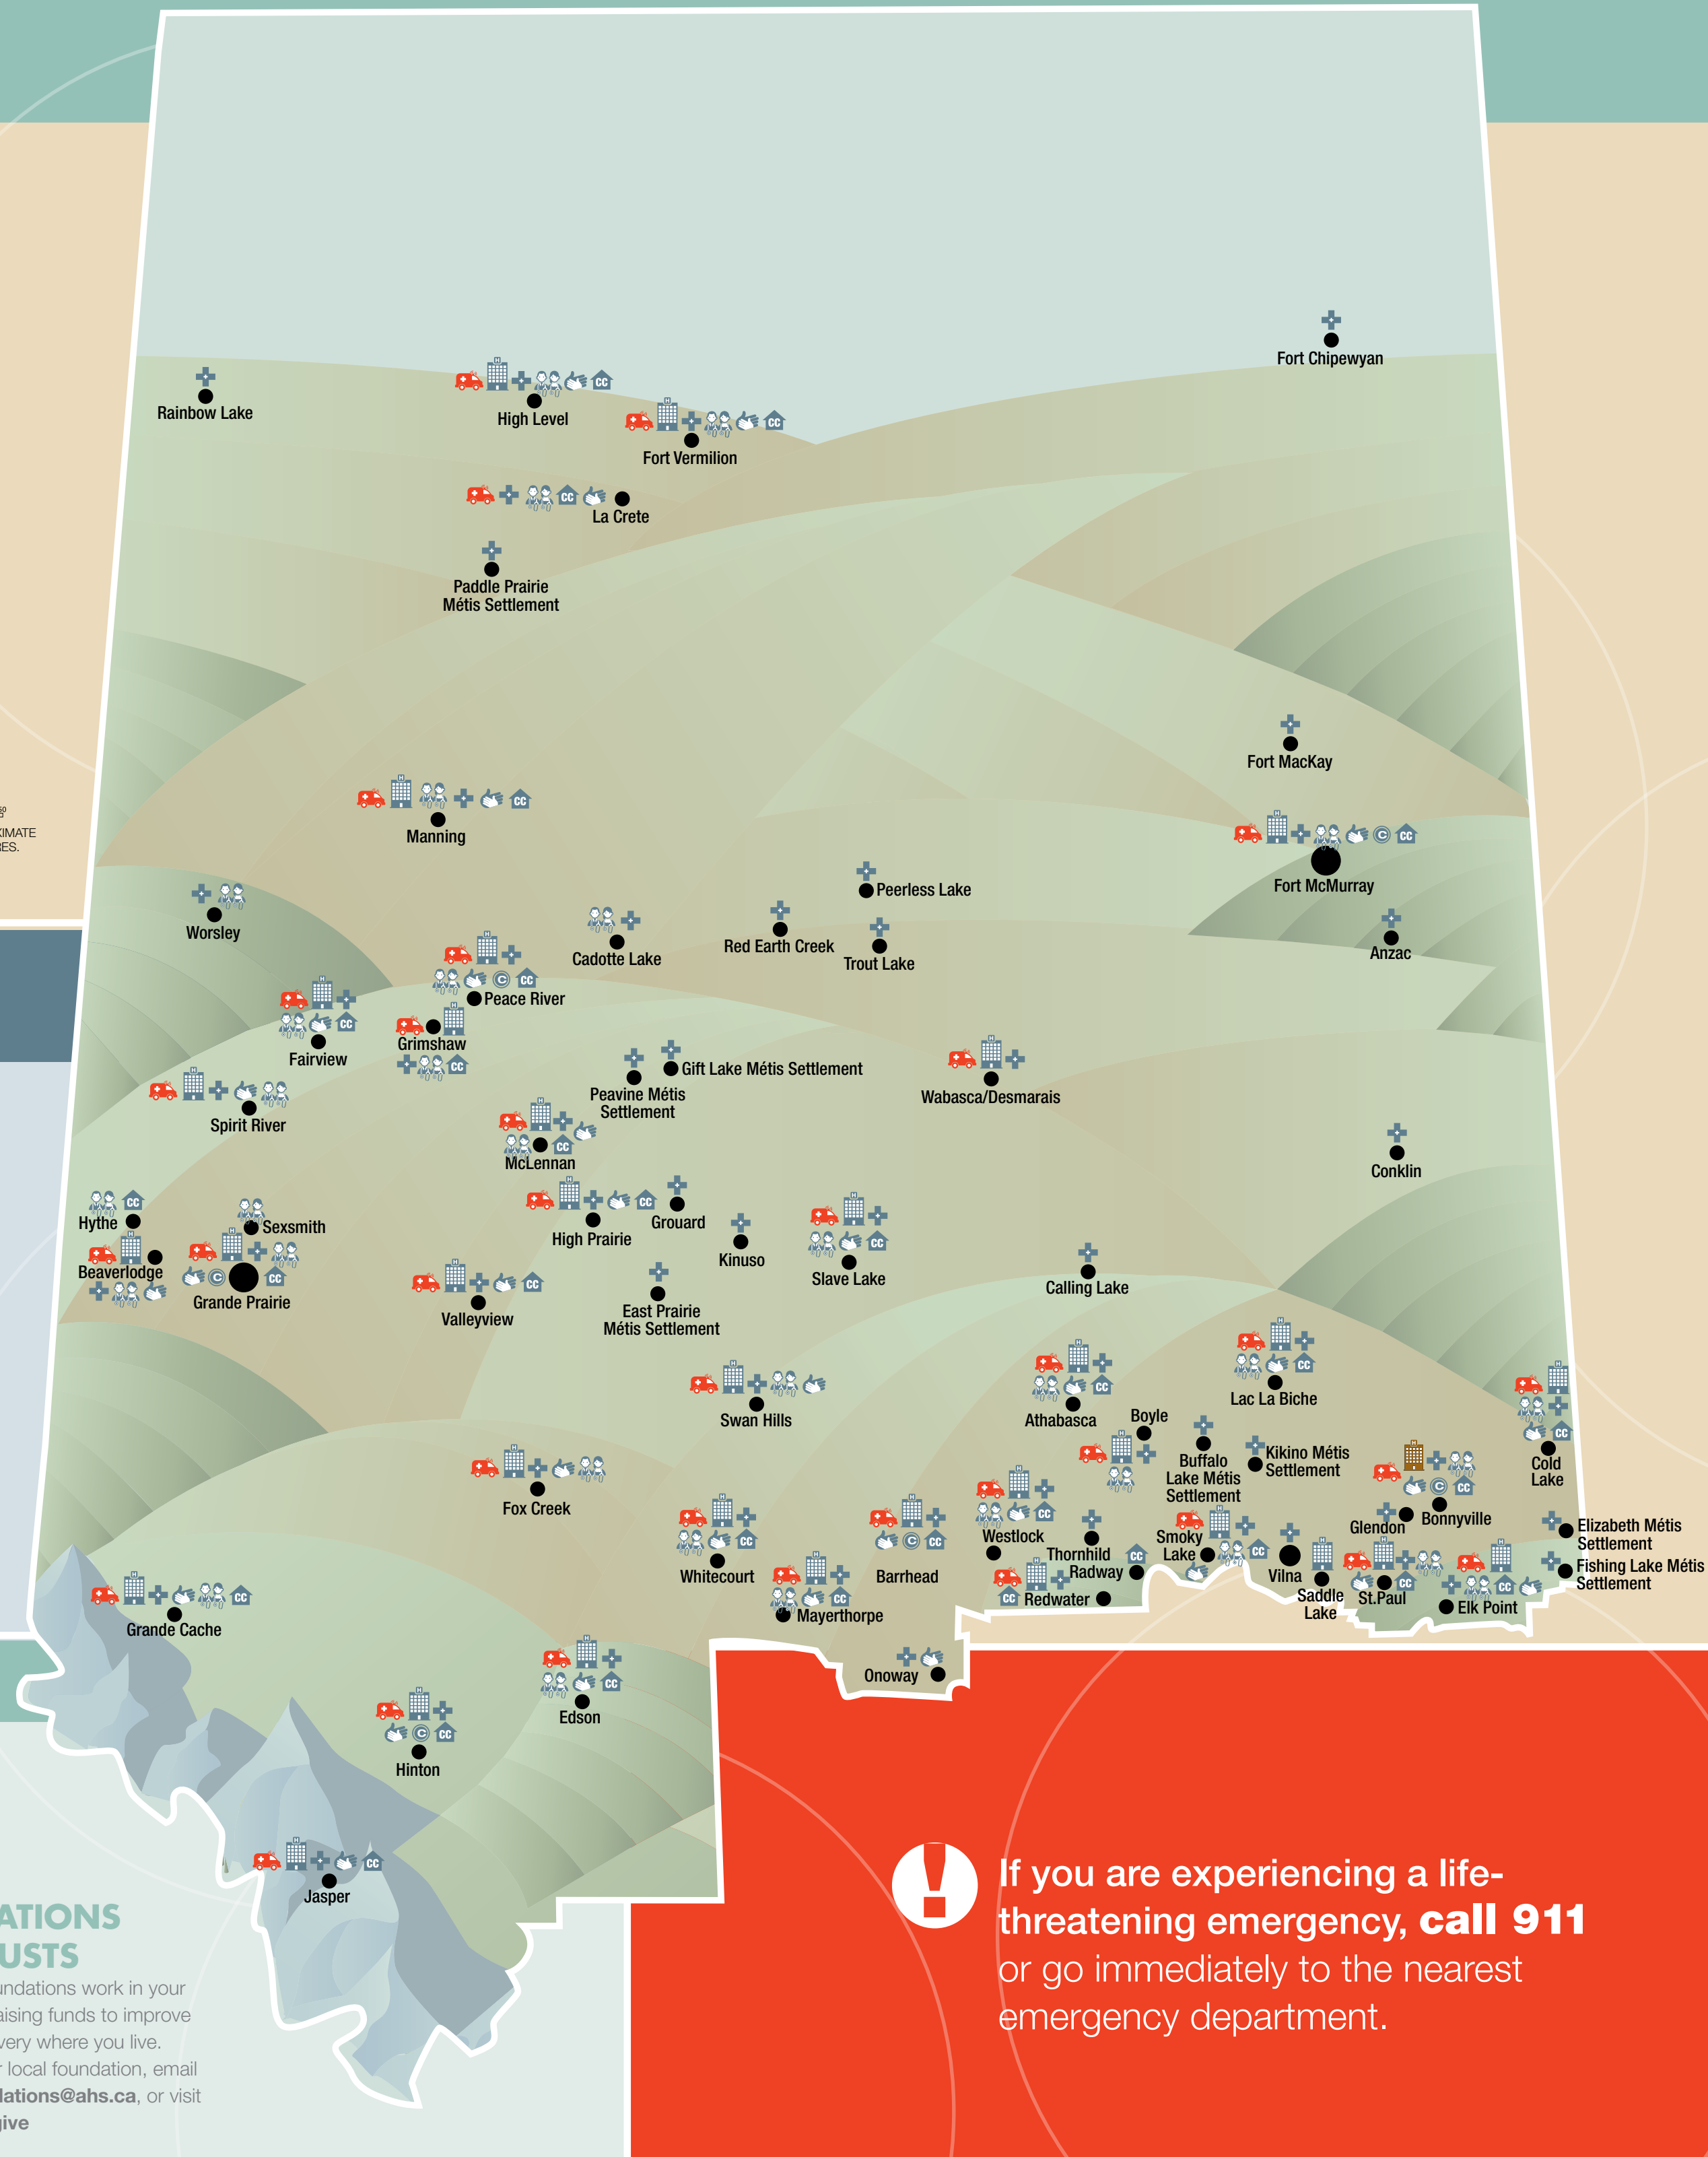 Fort Chipewyan
Rainbow Lake
High Level
Fort Vermilion
La Crete
Paddle Prairie
Métis Settlement
Fort MacKay
IMATE
ES.
Manning
Fort McMurray
Peerless Lake
Worsley
Cadotte Lake
Red Earth Creek
Trout Lake
Anzac
Peace River
Grimshaw
Fairview
Gift Lake Métis Settlement
Peavine Métis
Settlement
Wabasca/Desmarais
Spirit River
McLennan
Conklin
Hythe
Sexsmith
Grouard
High Prairie
Kinuso
Beaverlodge
Slave Lake
Calling Lake
Grande Prairie
Valleyview
East Prairie
Métis Settlement
Lac La Biche
Swan Hills
Athabasca
Boyle
Buffalo
Lake Métis
Settlement
Kikino Métis
Settlement
Cold
Lake
Fox Creek
Glendon
Bonnyville
Elizabeth Métis
Settlement
Westlock
Thornhild
Radway
Smoky
Lake
Vilna
Fishing Lake Métis
Settlement
Whitecourt
Barrhead
Saddle
Lake
St.Paul
Elk Point
Redwater
Mayerthorpe
Grande Cache
Onoway
Edson
Hinton
Jasper
If you are experiencing a life-
threatening emergency, call 911
or go immediately to the nearest
emergency department.
ATIONS
USTS
undations work in your
aising funds to improve
very where you live.
r local foundation, email
dations@ahs.ca, or visit
give